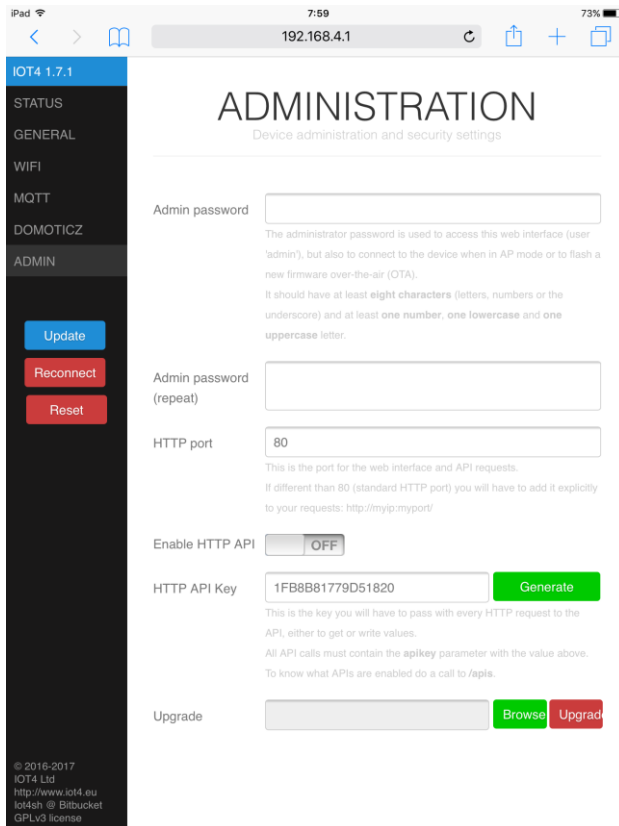 iPad 7:59 73%
192.168.4.1
IOT4 1.7.1
STATUS
GENERAL
WIFI
MQTT
DOMOTICZ
ADMIN
Update
Reconnect
Reset
© 2016-2017
IOT4 Ltd
http://www.iot4.eu
Iot4sh @ Bitbucket
GPLv3 license
ADMINISTRATION
Device administration and security settings
Admin password
The administrator password is used to access this web interface (user
'admin'), but also to connect to the device when in AP mode or to flash a
new firmware over-the-air (OTA).
It should have at least eight characters (letters, numbers or the
underscore) and at least one number, one lowercase and one
uppercase letter.
Admin password
(repeat)
HTTP port 80
This is the port for the web interface and API requests.
If different than 80 (standard HTTP port) you will have to add it explicitly
to your requests: http://myip:myport/
Enable HTTP API OFF
HTTP API Key 1FB8B81779D51820 Generate
This is the key you will have to pass with every HTTP request to the
API, either to get or write values.
All API calls must contain the apikey parameter with the value above.
To know what APIs are enabled do a call to /apis.
Upgrade Browse Upgrad